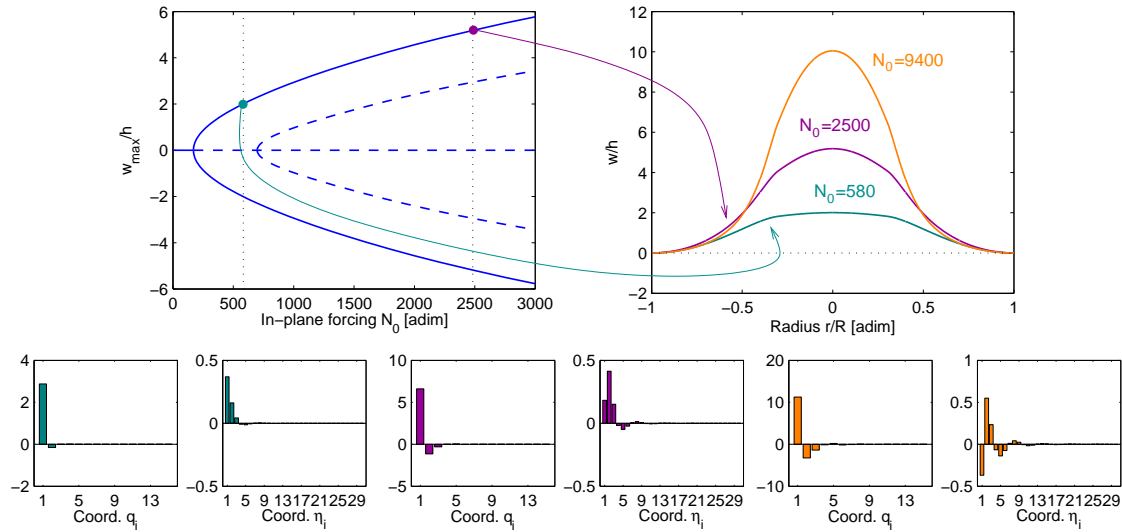 6
4
2
0
−2
−4
−6
w_max/h
0 500 1000 1500 2000 2500 3000
In−plane forcing N_0 [adim]
12
10
8
6
4
2
0
−2
w/h
N_0=9400
N_0=2500
N_0=580
−1 −0.5 0 0.5 1
Radius r/R [adim]
4
2
0
−2
1 5 9 13
Coord. q_i
0.5
0
−0.5
1 5 9 13172125 29
Coord. η_i
10
5
0
−5
1 5 9 13
Coord. q_i
0.5
0
−0.5
1 5 9 13172125 29
Coord. η_i
20
10
0
−10
1 5 9 13
Coord. q_i
1
0.5
0
−0.5
1 5 9 13172125 29
Coord. η_i